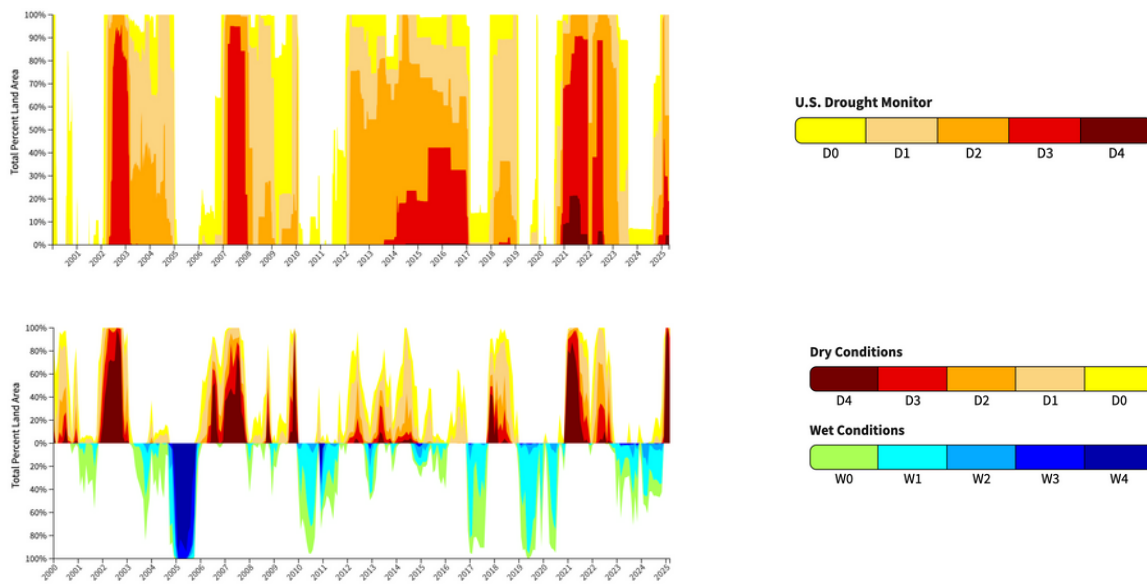 100%
90%
80%
70%
60%
50%
40%
30%
20%
10%
0%
Total Percent Land Area
2001 2002 2003 2004 2005 2006 2007 2008 2009 2010 2011 2012 2013 2014 2015 2016 2017 2018 2019 2020 2021 2022 2023 2024 2025
U.S. Drought Monitor
D0 D1 D2 D3 D4
100%
80%
60%
40%
20%
0%
20%
40%
60%
80%
100%
Total Percent Land Area
2000 2001 2002 2003 2004 2005 2006 2007 2008 2009 2010 2011 2012 2013 2014 2015 2016 2017 2018 2019 2020 2021 2022 2023 2024 2025
Dry Conditions
D4 D3 D2 D1 D0
Wet Conditions
W0 W1 W2 W3 W4